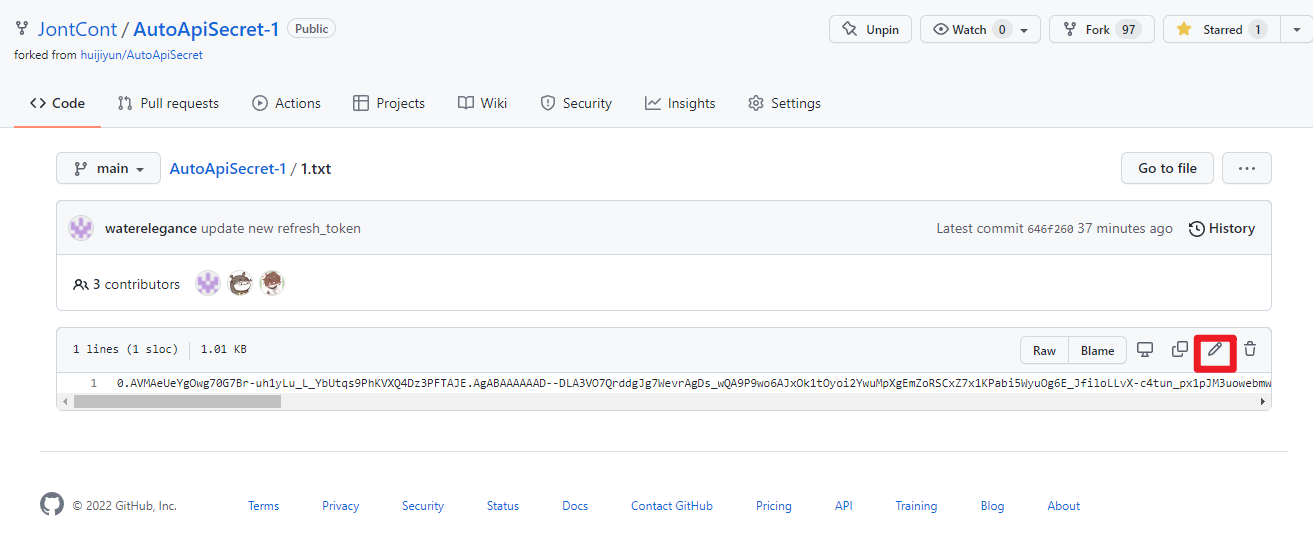 JontCont / AutoApiSecret-1 Public
Unpin Watch 0 Fork 97 Starred 1
forked from huijiyun/AutoApiSecret
Code Pull requests Actions Projects Wiki Security Insights Settings
main AutoApiSecret-1 / 1.txt Go to file ...
waterelegance update new refresh_token Latest commit 646f260 37 minutes ago History
3 contributors
1 lines (1 sloc) 1.01 KB Raw Blame
1 0.AVMAeUeYgOwg70G7Br-uh1yLu_L_YbUtqs9PhKVXQ4Dz3PFTAJE.AgABAAAAAAD--DLA3VO7QrddgJg7WevrAgDs_wQA9P9wo6AJxOk1tOyoi2YwuMpXgEmZoRSCxZ7x1KPabi5WyuOg6E_JfiloLLvX-c4tun_px1pJM3uowebmw
© 2022 GitHub, Inc. Terms Privacy Security Status Docs Contact GitHub Pricing API Training Blog About